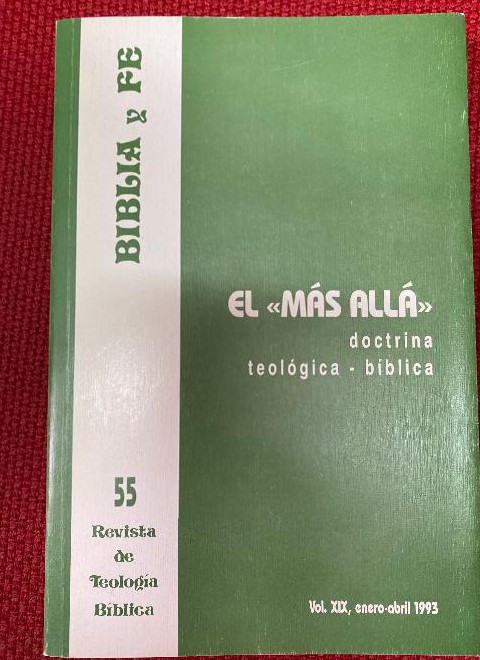 BIBLIA y FE
EL «MÁS ALLÁ»
doctrina
teológica - bíblica
55
Revista
de
Teología
Bíblica
Vol. XIX, enero-abril 1993